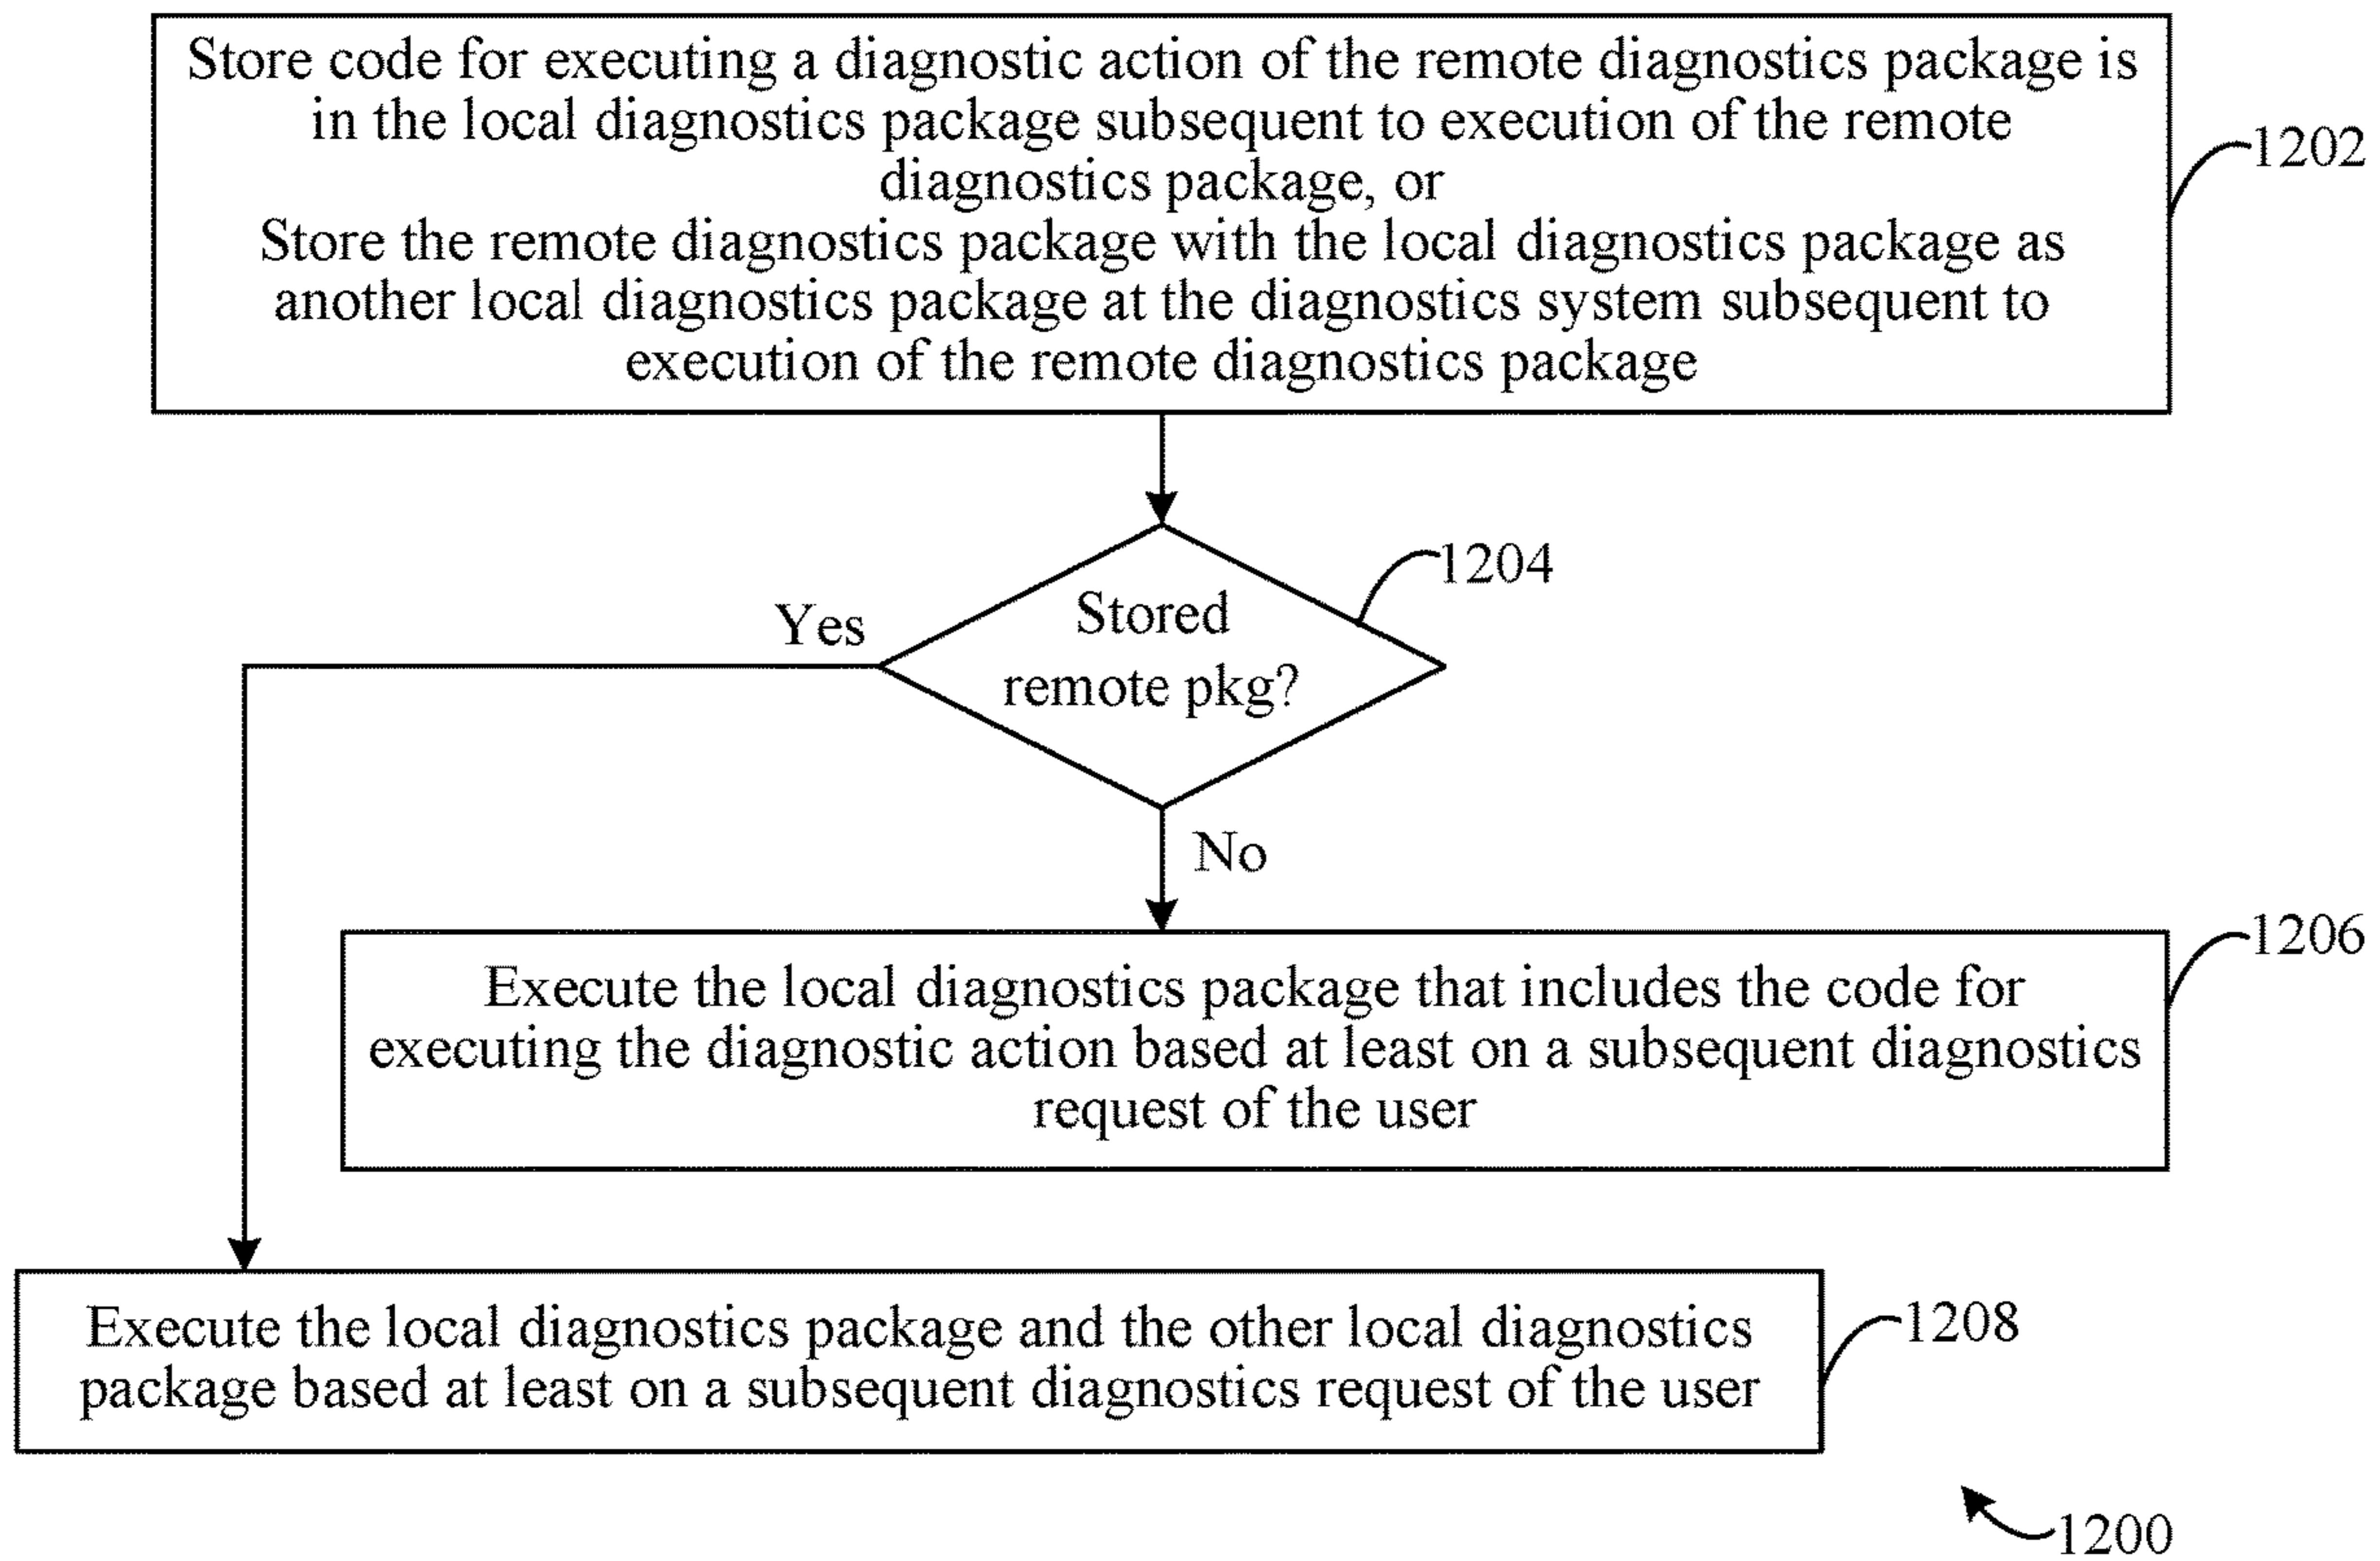 Store code for executing a diagnostic action of the remote diagnostics package is
in the local diagnostics package subsequent to execution of the remote
diagnostics package, or
Store the remote diagnostics package with the local diagnostics package as
another local diagnostics package at the diagnostics system subsequent to
execution of the remote diagnostics package
1202
1204
Stored
remote pkg?
Yes
No
1206
Execute the local diagnostics package that includes the code for
executing the diagnostic action based at least on a subsequent diagnostics
request of the user
Execute the local diagnostics package and the other local diagnostics
package based at least on a subsequent diagnostics request of the user
1208
1200